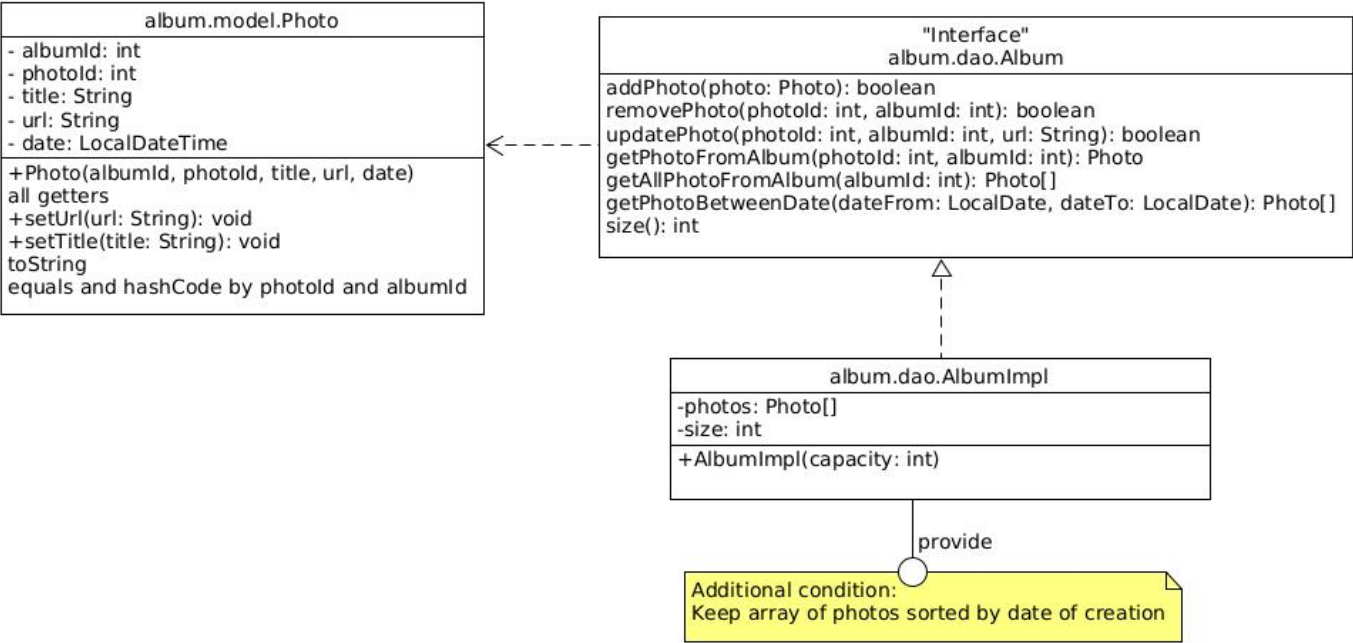 album.model.Photo
- albumId: int
- photoId: int
- title: String
- url: String
- date: LocalDateTime
+Photo(albumId, photoId, title, url, date)
all getters
+setUrl(url: String): void
+setTitle(title: String): void
toString
equals and hashCode by photoId and albumId
"Interface"
album.dao.Album
addPhoto(photo: Photo): boolean
removePhoto(photoId: int, albumId: int): boolean
updatePhoto(photoId: int, albumId: int, url: String): boolean
getPhotoFromAlbum(photoId: int, albumId: int): Photo
getAllPhotoFromAlbum(albumId: int): Photo[]
getPhotoBetweenDate(dateFrom: LocalDate, dateTo: LocalDate): Photo[]
size(): int
album.dao.AlbumImpl
-photos: Photo[]
-size: int
+AlbumImpl(capacity: int)
provide
Additional condition:
Keep array of photos sorted by date of creation